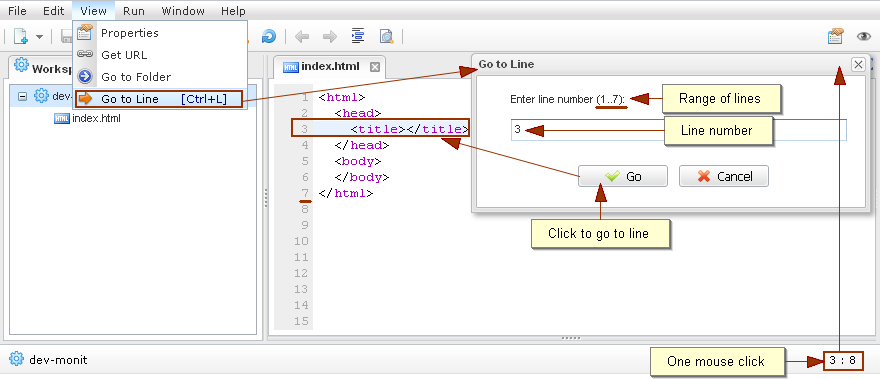 File Edit View Run Window Help
Properties
Get URL
Go to Folder
Go to Line [Ctrl+L]
Worksp
dev-
HTML index.html
HTML index.html
1 <html>
2 <head>
3 <title></title>
4 </head>
5 <body>
6 </body>
7 </html>
8
9
10
11
12
13
14
15
Go to Line
Enter line number (1..7):
Range of lines
3
Line number
Go
Cancel
Click to go to line
dev-monit
One mouse click
3 : 8